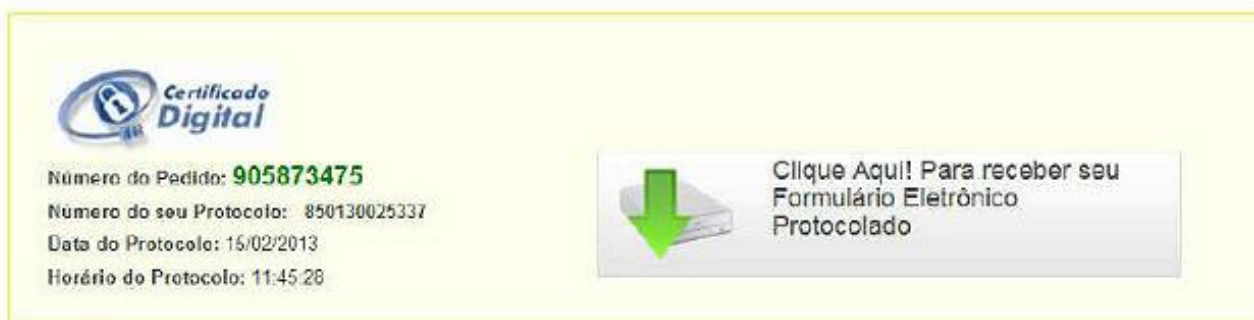 Certificado
Digital
Número do Pedido: 905873475
Número do seu Protocolo: 850130025337
Data do Protocolo: 15/02/2013
Horário do Protocolo: 11:45:28
Clique Aqui! Para receber seu
Formulário Eletrônico
Protocolado